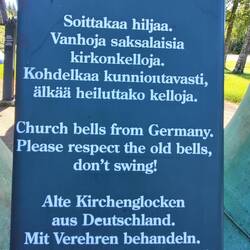 Soittakaa hiljaa.
Vanhoja saksalaisia
kirkonkelloja.
Kohdelkaa kunnioutavasti,
älkää heiluttako kelloja.
Church bells from Germany.
Please respect the old bells,
don't swing!
Alte Kirchenglocken
aus Deutschland.
Mit Verehren behandeln.